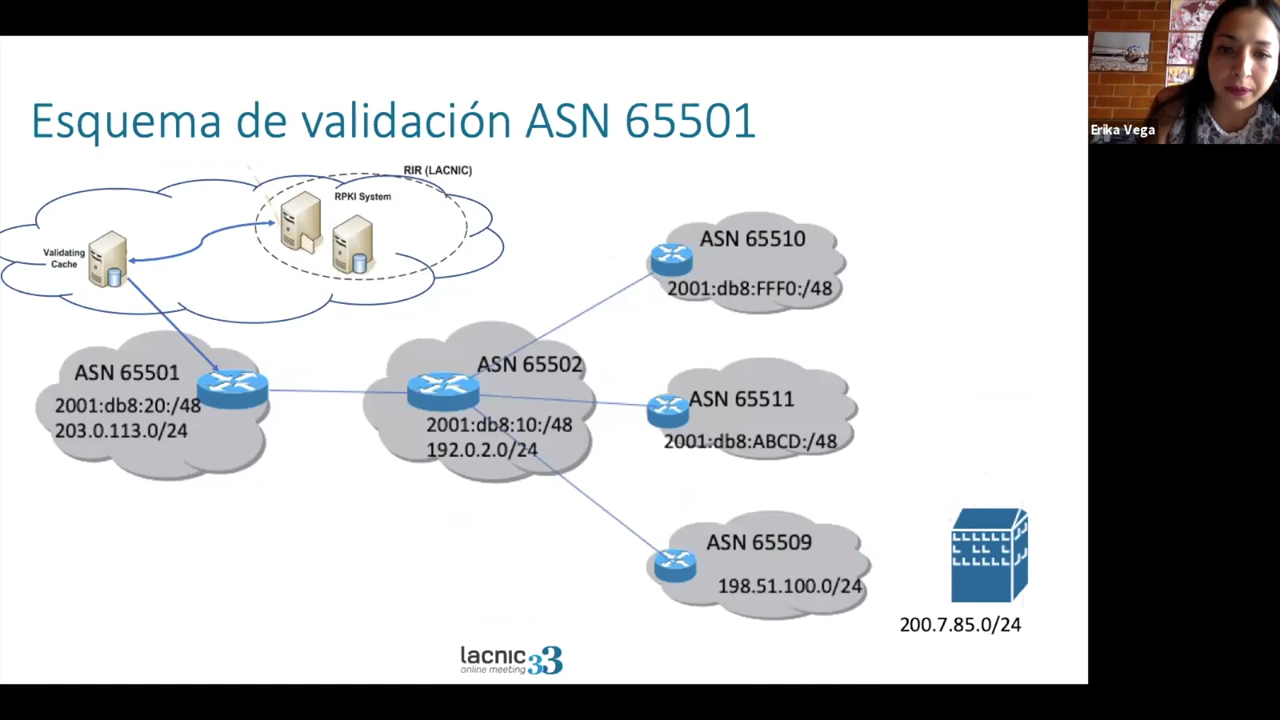 Esquema de validación ASN 65501
Erika Vega
RIR (LACNIC)
RPKI System
Validating
Cache
ASN 65510
2001:db8:FFF0:/48
ASN 65501
2001:db8:20:/48
203.0.113.0/24
ASN 65502
2001:db8:10:/48
192.0.2.0/24
ASN 65511
2001:db8:ABCD:/48
ASN 65509
198.51.100.0/24
200.7.85.0/24
lacnic 33
online meeting